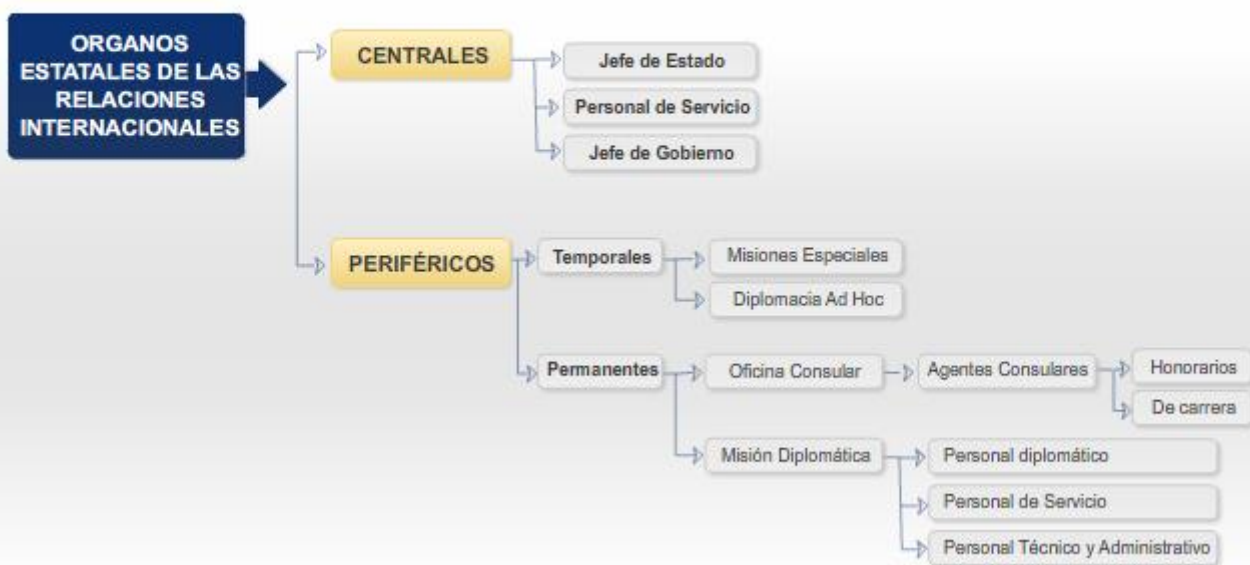 ORGANOS
ESTATALES DE LAS
RELACIONES
INTERNACIONALES
CENTRALES
Jefe de Estado
Personal de Servicio
Jefe de Gobierno
PERIFÉRICOS
Temporales
Misiones Especiales
Diplomacia Ad Hoc
Permanentes
Oficina Consular
Agentes Consulares
Honorarios
De carrera
Misión Diplomática
Personal diplomático
Personal de Servicio
Personal Técnico y Administrativo